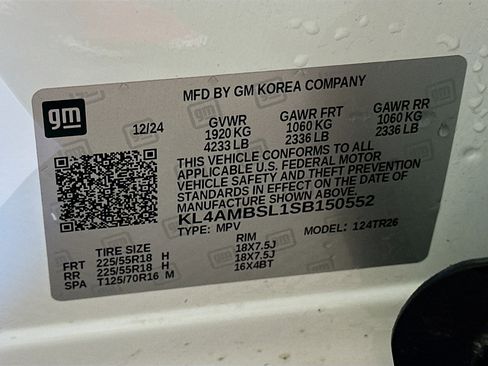 gm
MFD BY GM KOREA COMPANY
12/24
GVWR GAWR FRT GAWR RR
1920 KG 1060 KG 1060 KG
4233 LB 2336 LB 2336 LB
THIS VEHICLE CONFORMS TO ALL
APPLICABLE U.S. FEDERAL MOTOR
VEHICLE SAFETY AND THEFT PREVENTION
STANDARDS IN EFFECT ON THE DATE OF
MANUFACTURE SHOWN ABOVE.
KL4AMBSL1SB150552
TYPE: MPV MODEL: 124TR26
TIRE SIZE RIM
FRT 225/55R18 H 18X7.5J
RR 225/55R18 H 18X7.5J
SPA T125/70R16 M 16X4BT